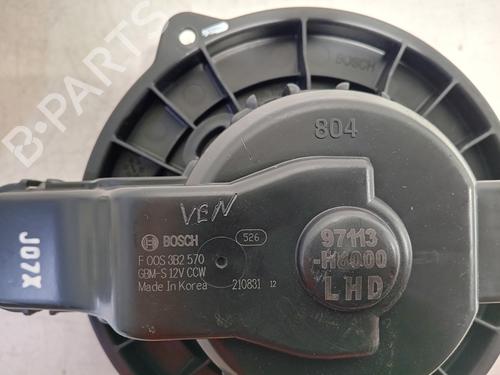 BOSCH
804
VEN
BOSCH 526
F 00S 3B2 570
GBM-S 12V CCW
Made In Korea 210831 12
97113
-H8000
LHD
J07X
B-PARTS